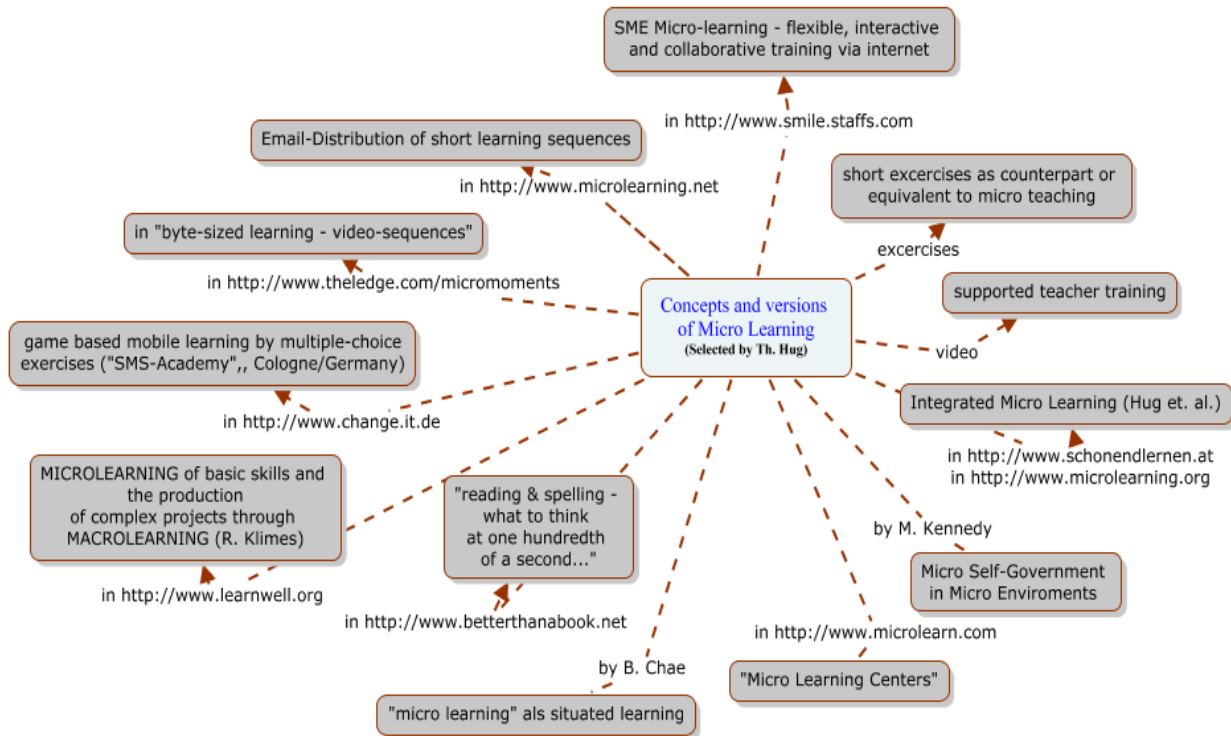 SME Micro-learning - flexible, interactive
and collaborative training via internet
in http://www.smile.staffs.com
Email-Distribution of short learning sequences
in http://www.microlearning.net
short excercises as counterpart or
equivalent to micro teaching
excercises
in "byte-sized learning - video-sequences"
in http://www.theledge.com/micromoments
Concepts and versions
of Micro Learning
(Selected by Th. Hug)
supported teacher training
video
game based mobile learning by multiple-choice
exercises ("SMS-Academy",, Cologne/Germany)
in http://www.change.it.de
Integrated Micro Learning (Hug et. al.)
in http://www.schonendlernen.at
in http://www.microlearning.org
MICROLEARNING of basic skills and
the production
of complex projects through
MACROLEARNING (R. Klimes)
in http://www.learnwell.org
"reading & spelling -
what to think
at one hundredth
of a second..."
in http://www.betterthanabook.net
by M. Kennedy
Micro Self-Government
in Micro Enviroments
in http://www.microlearn.com
"Micro Learning Centers"
by B. Chae
"micro learning" als situated learning